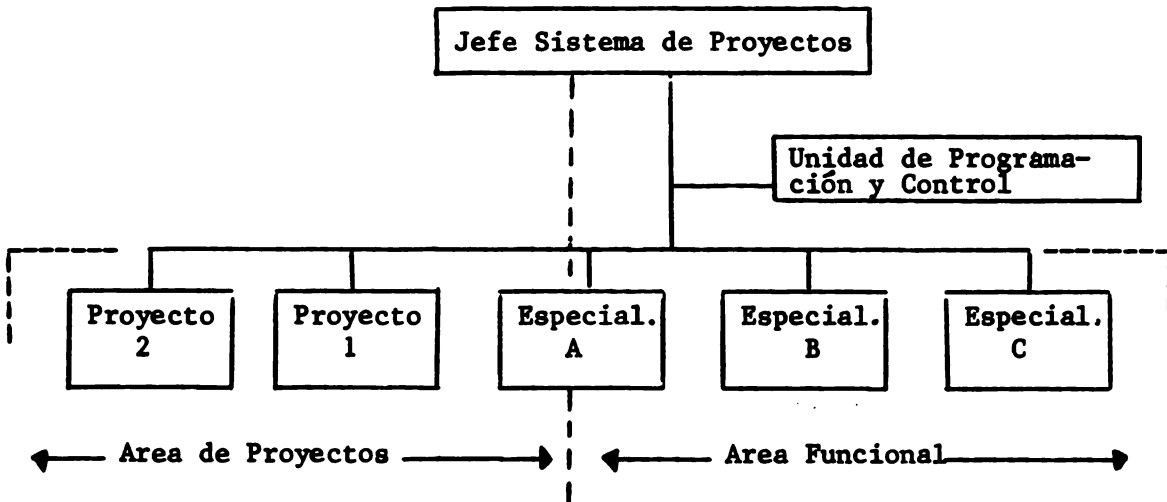 Jefe Sistema de Proyectos
Unidad de Programa-
ción y Control
Proyecto
2
Proyecto
1
Especial.
A
Especial.
B
Especial.
C
Area de Proyectos
Area Funcional